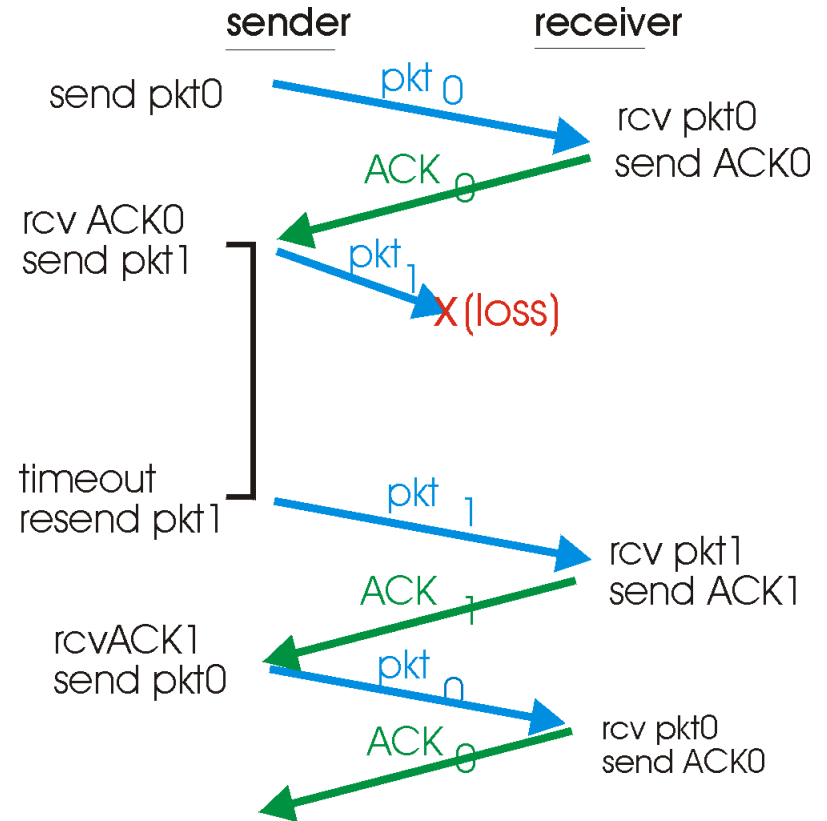 sender
receiver
send pkt0
pkt 0
rcv pkt0
send ACK0
ACK 0
rcv ACK0
send pkt1
pkt 1
X (loss)
timeout
resend pkt1
pkt 1
rcv pkt1
send ACK1
ACK 1
rcvACK1
send pkt0
pkt 0
rcv pkt0
send ACK0
ACK 0